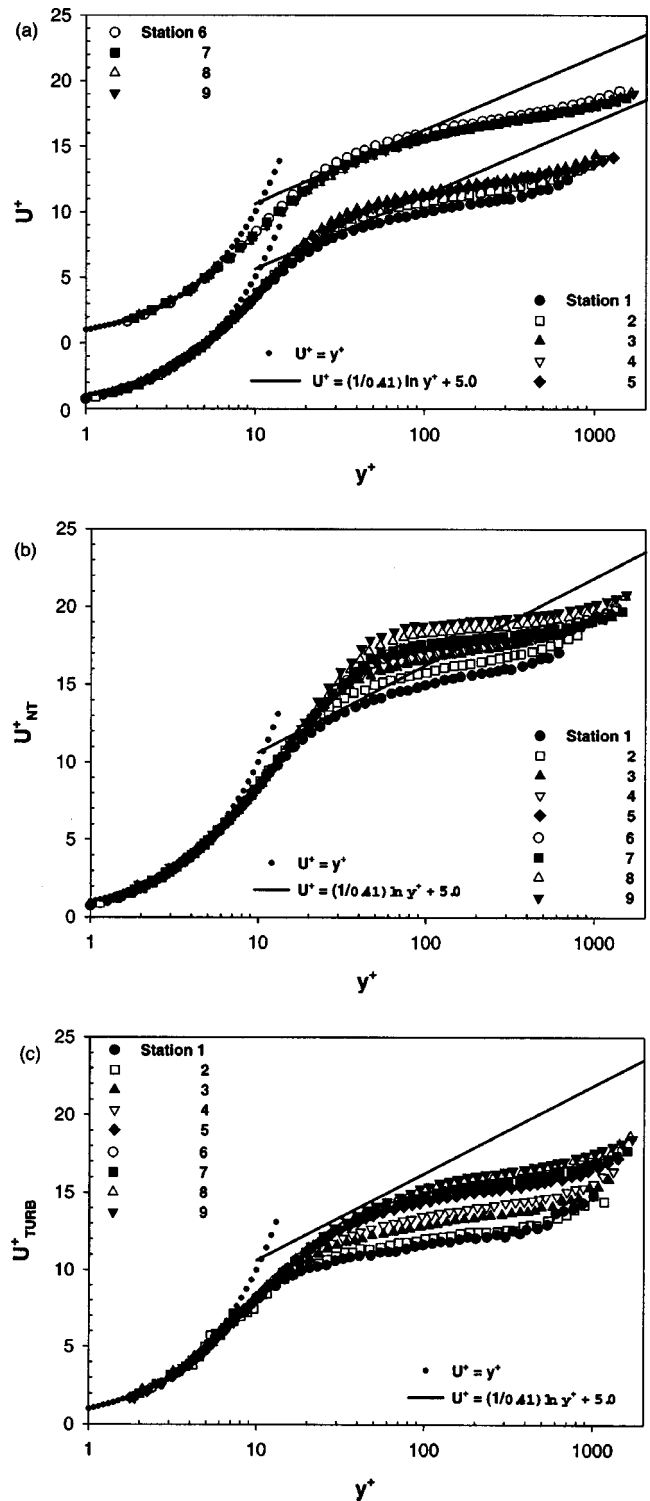 (a)
25
20
15
10
5
0
5
0
U+
Station 6
7
8
9
Station 1
2
3
4
5
U+ = y+
U+ = (1/0.41) ln y+ + 5.0
1
10
100
1000
y+
(b)
25
20
15
10
5
0
U+NT
Station 1
2
3
4
5
6
7
8
9
U+ = y+
U+ = (1/0.41) ln y+ + 5.0
1
10
100
1000
y+
(c)
25
20
15
10
5
0
U+TURB
Station 1
2
3
4
5
6
7
8
9
U+ = y+
U+ = (1/0.41) ln y+ + 5.0
1
10
100
1000
y+